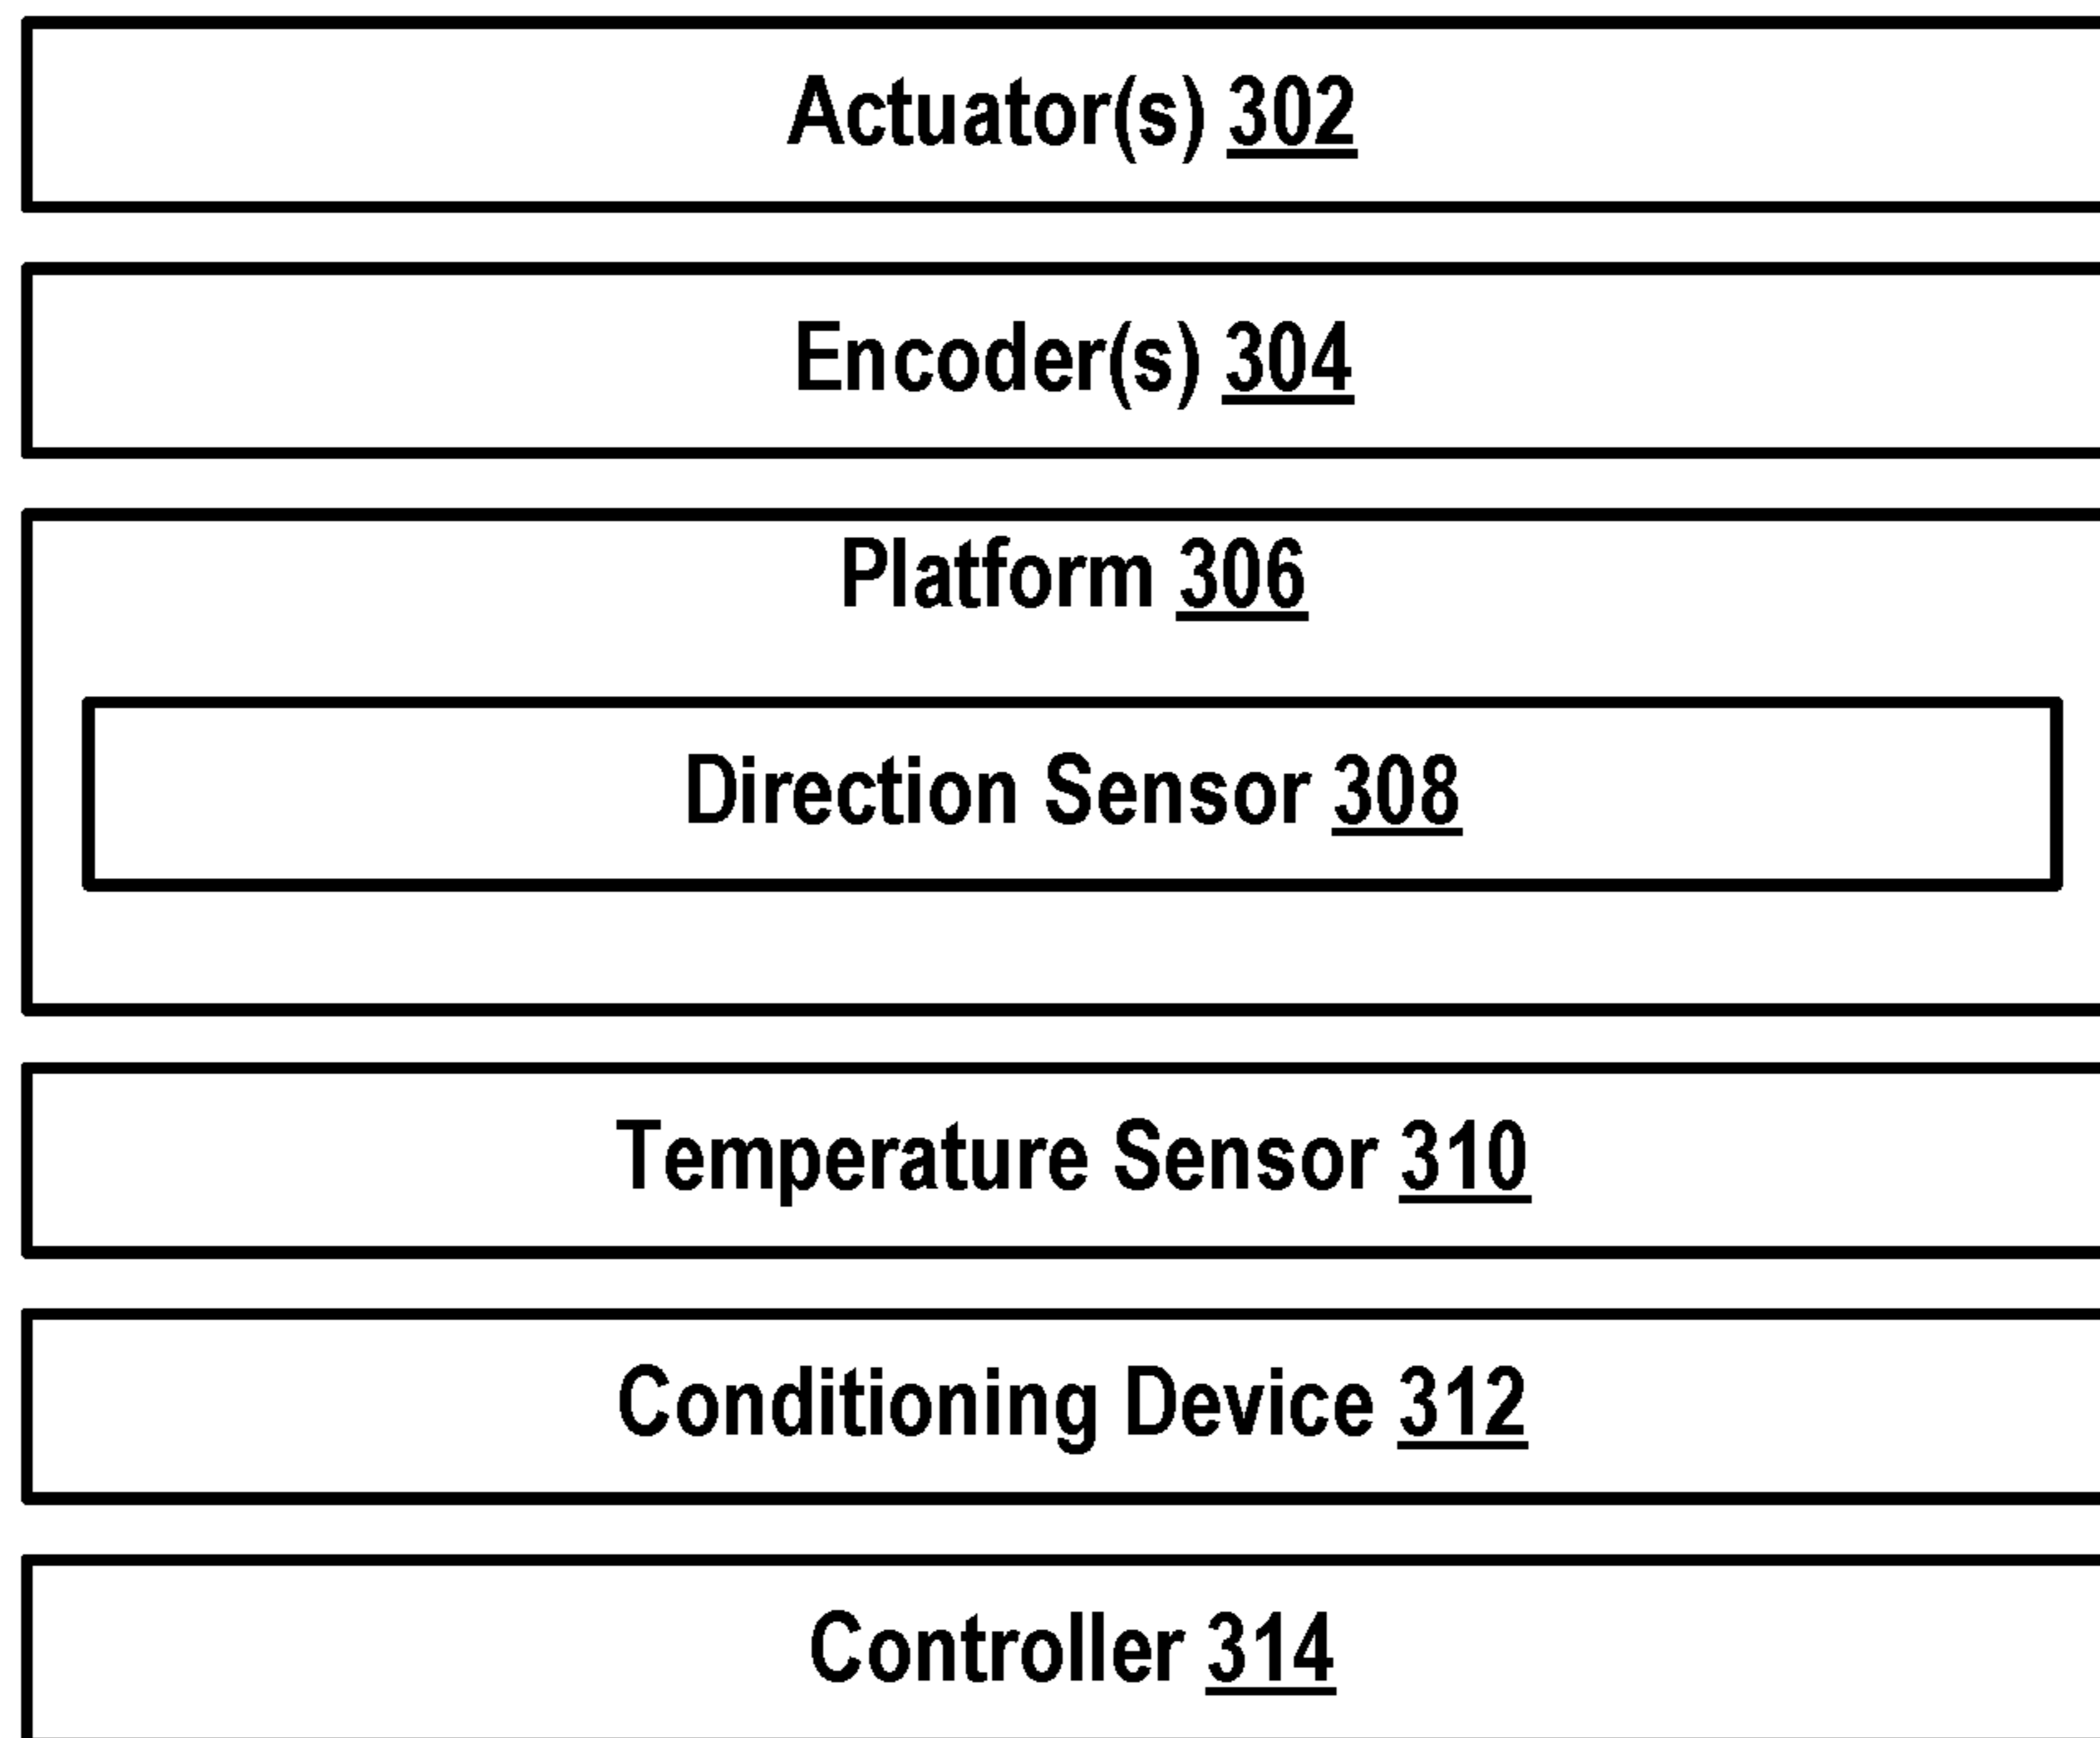 Actuator(s) 302
Encoder(s) 304
Platform 306
Direction Sensor 308
Temperature Sensor 310
Conditioning Device 312
Controller 314